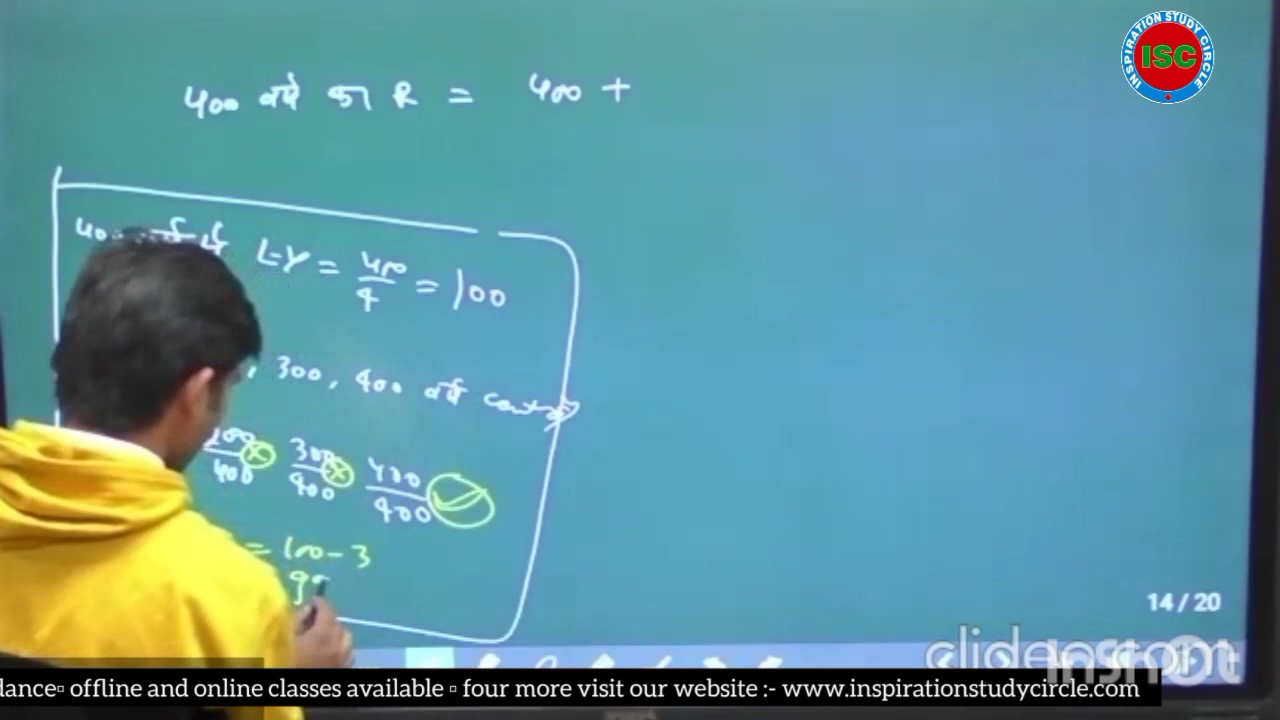 INSPIRATION STUDY CIRCLE
ISC
400 वर्ष का R = 400 +
L-Y = 400/4 = 100
, 300, 400 वर्ष
200/400 ⊗ 300/400 ⊗ 400/400 ✓
= 100 - 3
14 / 20
dance▫ offline and online classes available ▫ four more visit our website :- www.inspirationstudycircle.com